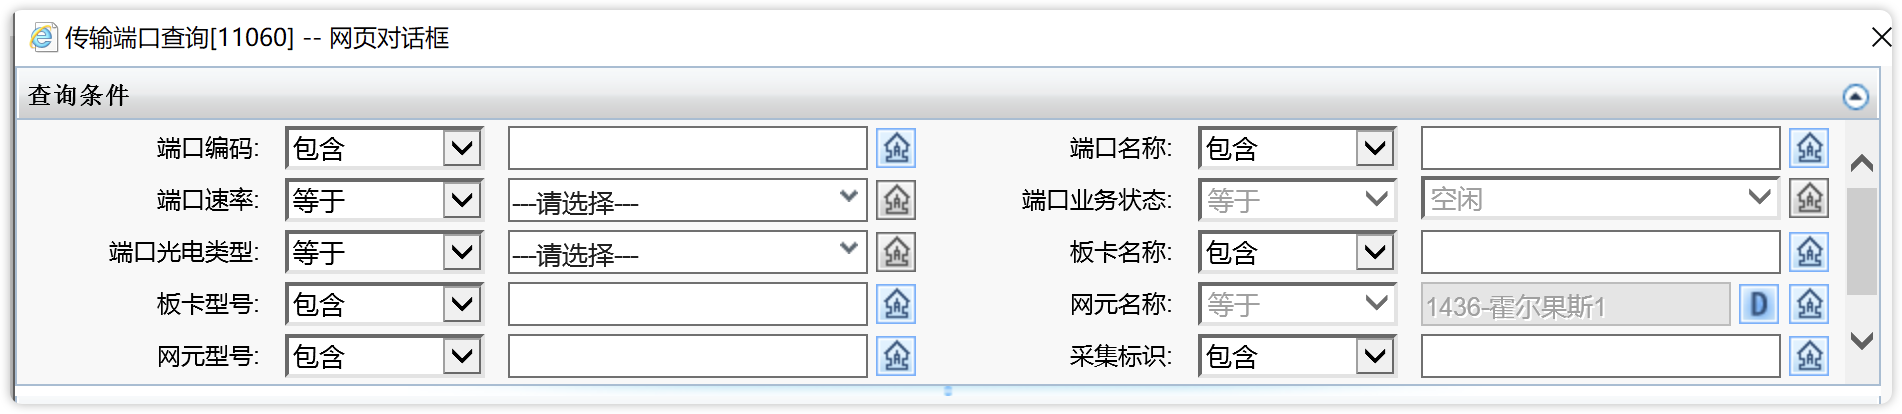 传输端口查询[11060] -- 网页对话框
查询条件
端口编码: 包含 端口名称: 包含
端口速率: 等于 ---请选择--- 端口业务状态: 等于 空闲
端口光电类型: 等于 ---请选择--- 板卡名称: 包含
板卡型号: 包含 网元名称: 等于 1436-霍尔果斯1 D
网元型号: 包含 采集标识: 包含